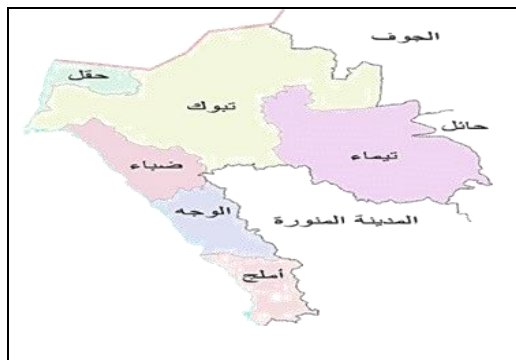 الجوف
حقل
تبوك
حائل
تيماء
ضباء
الوجه
المدينة المنورة
أملج